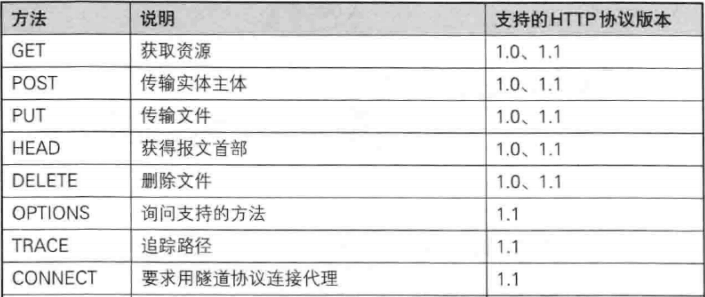 方法 说明 支持的HTTP协议版本
GET 获取资源 1.0、1.1
POST 传输实体主体 1.0、1.1
PUT 传输文件 1.0、1.1
HEAD 获得报文首部 1.0、1.1
DELETE 删除文件 1.0、1.1
OPTIONS 询问支持的方法 1.1
TRACE 追踪路径 1.1
CONNECT 要求用隧道协议连接代理 1.1